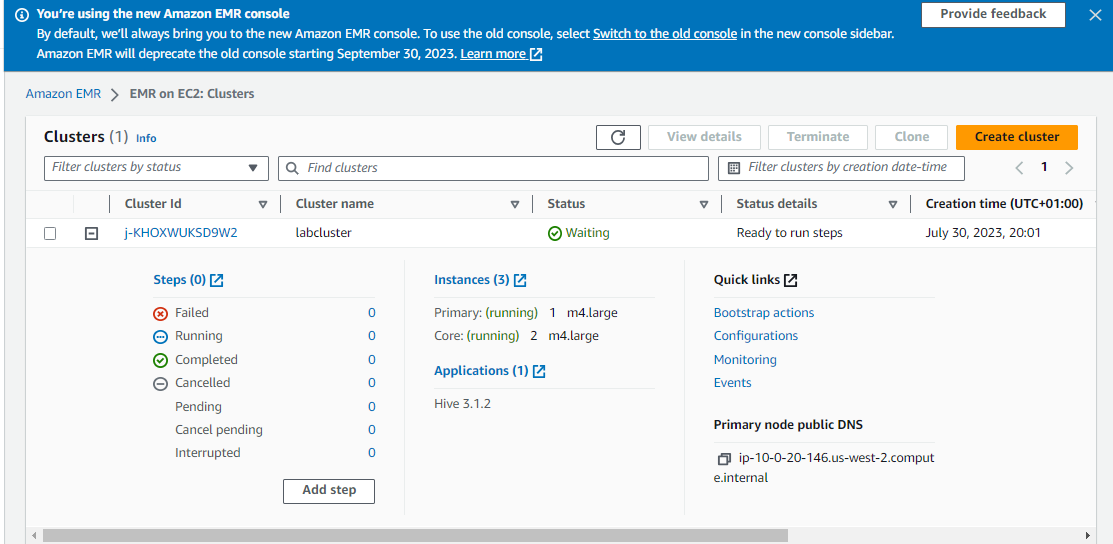 You're using the new Amazon EMR console
Provide feedback
By default, we'll always bring you to the new Amazon EMR console. To use the old console, select Switch to the old console in the new console sidebar.
Amazon EMR will deprecate the old console starting September 30, 2023. Learn more
Amazon EMR > EMR on EC2: Clusters
Clusters (1) Info
View details Terminate Clone Create cluster
Filter clusters by status Find clusters Filter clusters by creation date-time 1
Cluster Id Cluster name Status Status details Creation time (UTC+01:00)
j-KHOXWUKSD9W2 labcluster Waiting Ready to run steps July 30, 2023, 20:01
Steps (0)
Failed 0
Running 0
Completed 0
Cancelled 0
Pending 0
Cancel pending 0
Interrupted 0
Add step
Instances (3)
Primary: (running) 1 m4.large
Core: (running) 2 m4.large
Applications (1)
Hive 3.1.2
Quick links
Bootstrap actions
Configurations
Monitoring
Events
Primary node public DNS
ip-10-0-20-146.us-west-2.comput
e.internal